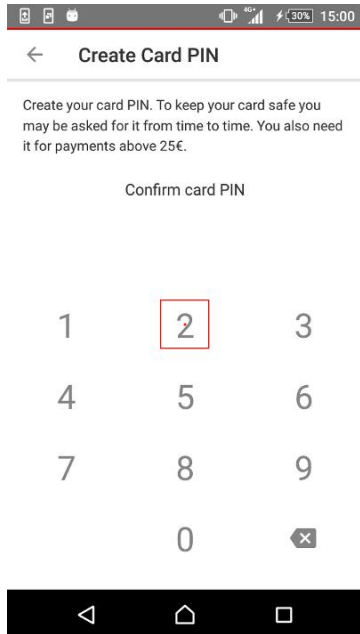 4G+ 30% 15:00
Create Card PIN
Create your card PIN. To keep your card safe you
may be asked for it from time to time. You also need
it for payments above 25€.
Confirm card PIN
1 2 3
4 5 6
7 8 9
0